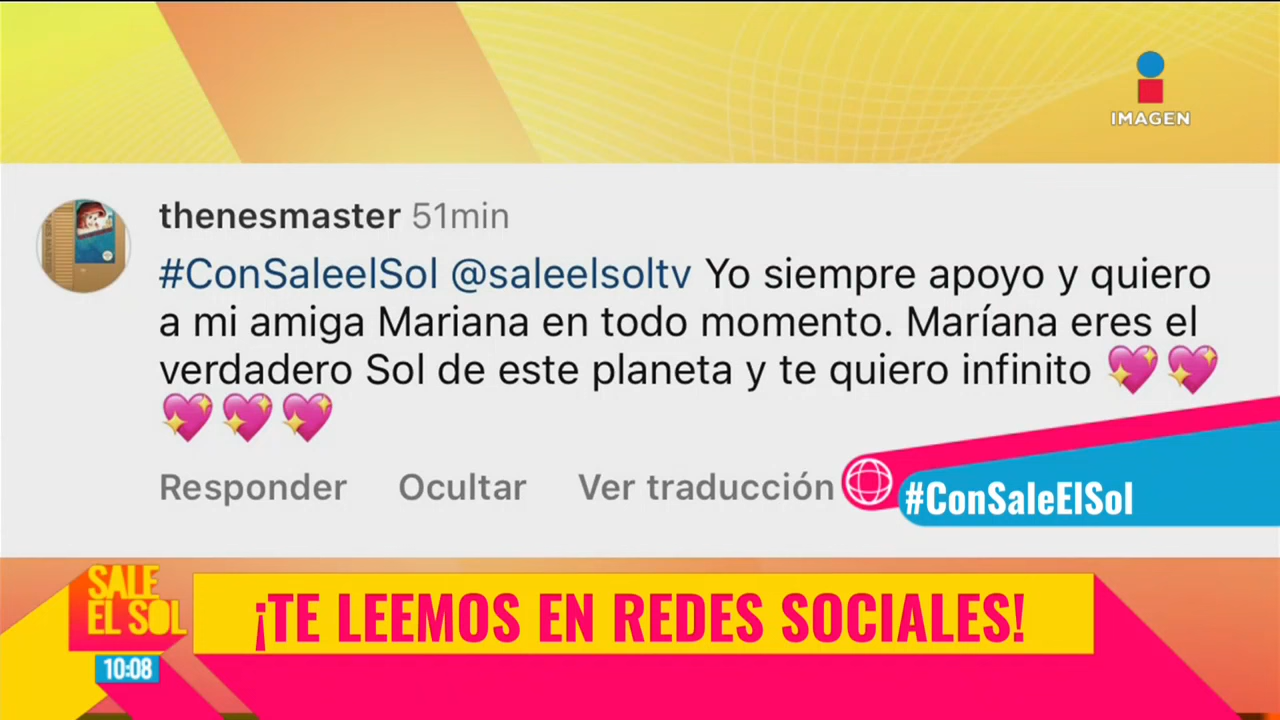 IMAGEN
thenesmaster 51min
#ConSaleelSol @saleelsoltv Yo siempre apoyo y quiero
a mi amiga Mariana en todo momento. Maríana eres el
verdadero Sol de este planeta y te quiero infinito 💖💖
💖💖💖
Responder Ocultar Ver traducción
#ConSaleElSol
SALE
EL SOL
¡TE LEEMOS EN REDES SOCIALES!
10:08